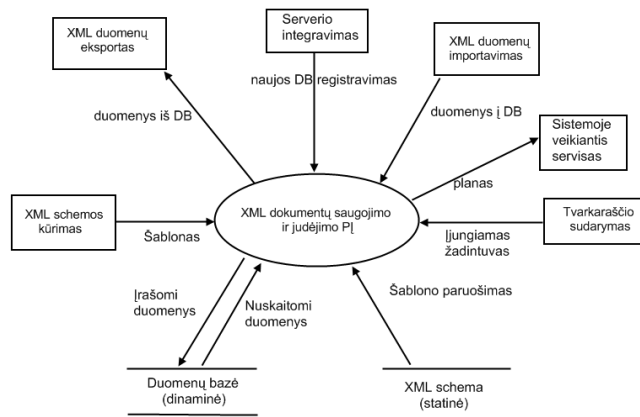 XML duomenų
eksportas
Serverio
integravimas
XML duomenų
importavimas
naujos DB registravimas
duomenys iš DB
duomenys į DB
Sistemoje
veikiantis
servisas
planas
XML schemos
kūrimas
Šablonas
XML dokumentų saugojimo
ir judėjimo PĮ
Tvarkaraščio
sudarymas
Įjungiamas
žadintuvas
Įrašomi
duomenys
Nuskaitomi
duomenys
Šablono paruošimas
Duomenų bazė
(dinaminė)
XML schema
(statinė)